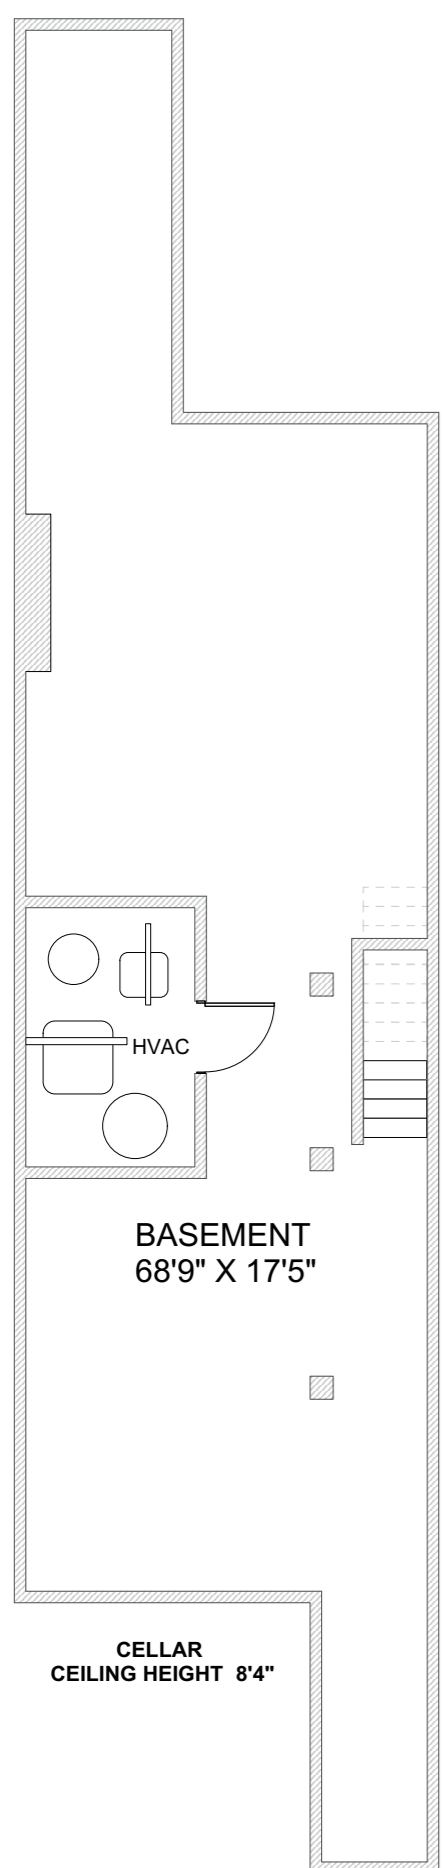 HVAC
BASEMENT
68'9" X 17'5"
CELLAR
CEILING HEIGHT 8'4"